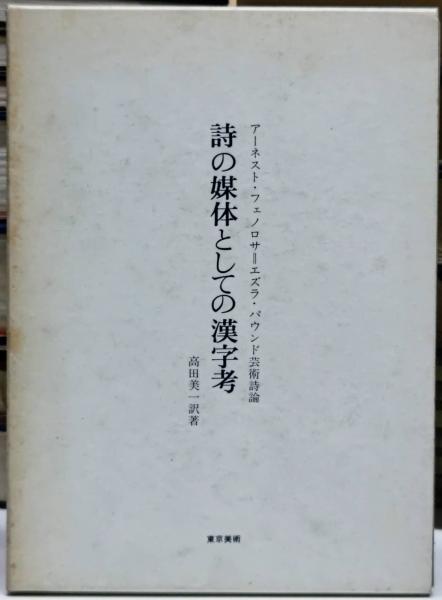 アーネスト・フェノロサ＝エズラ・パウンド芸術詩論
詩の媒体としての漢字考
高田美一訳著
東京美術